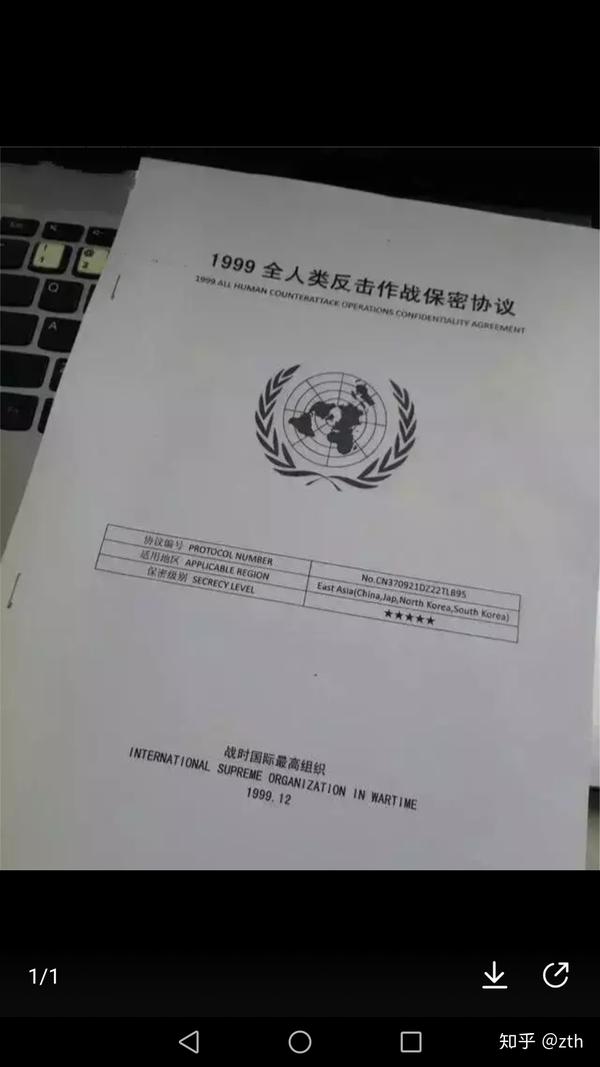 1999 全人类反击作战保密协议
1999 ALL HUMAN COUNTERATTACK OPERATIONS CONFIDENTIALITY AGREEMENT
协议编号 PROTOCOL NUMBER No.CN370921DZ22TLB95
适用地区 APPLICABLE REGION East Asia(China,Jap,North Korea,South Korea)
保密级别 SECRECY LEVEL ★★★★★
战时国际最高组织
INTERNATIONAL SUPREME ORGANIZATION IN WARTIME
1999.12
1/1
知乎 @zth